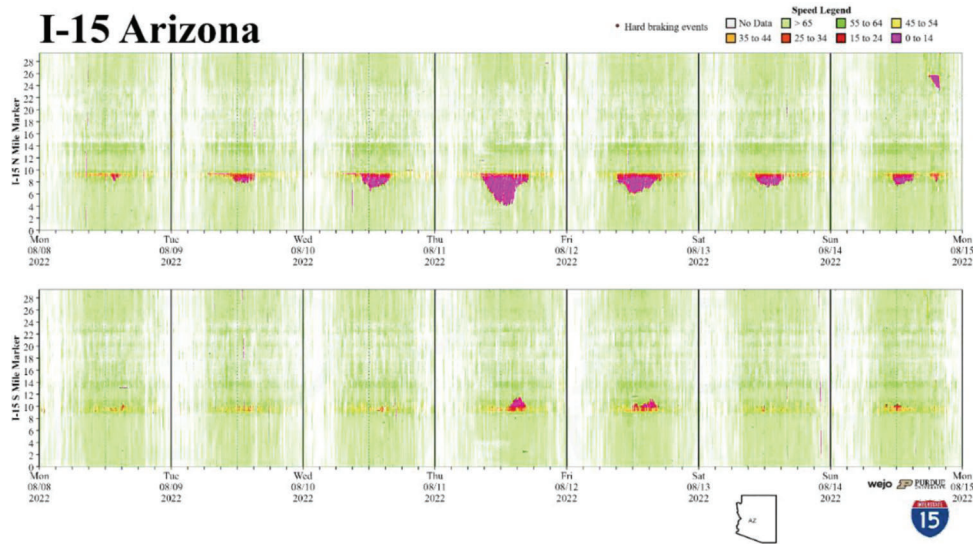 I-15 Arizona
Speed Legend
Hard braking events
No Data
> 65
55 to 64
45 to 54
35 to 44
25 to 34
15 to 24
0 to 14
I-15 N Mile Marker
28
26
24
22
20
18
16
14
12
10
8
6
4
2
0
Mon Tue Wed Thu Fri Sat Sun Mon
08/08 08/09 08/10 08/11 08/12 08/13 08/14 08/15
2022 2022 2022 2022 2022 2022 2022 2022
I-15 S Mile Marker
28
26
24
22
20
18
16
14
12
10
8
6
4
2
0
Mon Tue Wed Thu Fri Sat Sun Mon
08/08 08/09 08/10 08/11 08/12 08/13 08/14 08/15
2022 2022 2022 2022 2022 2022 2022 2022
wejo P PURDUE
UNIVERSITY
AZ
INTERSTATE
15